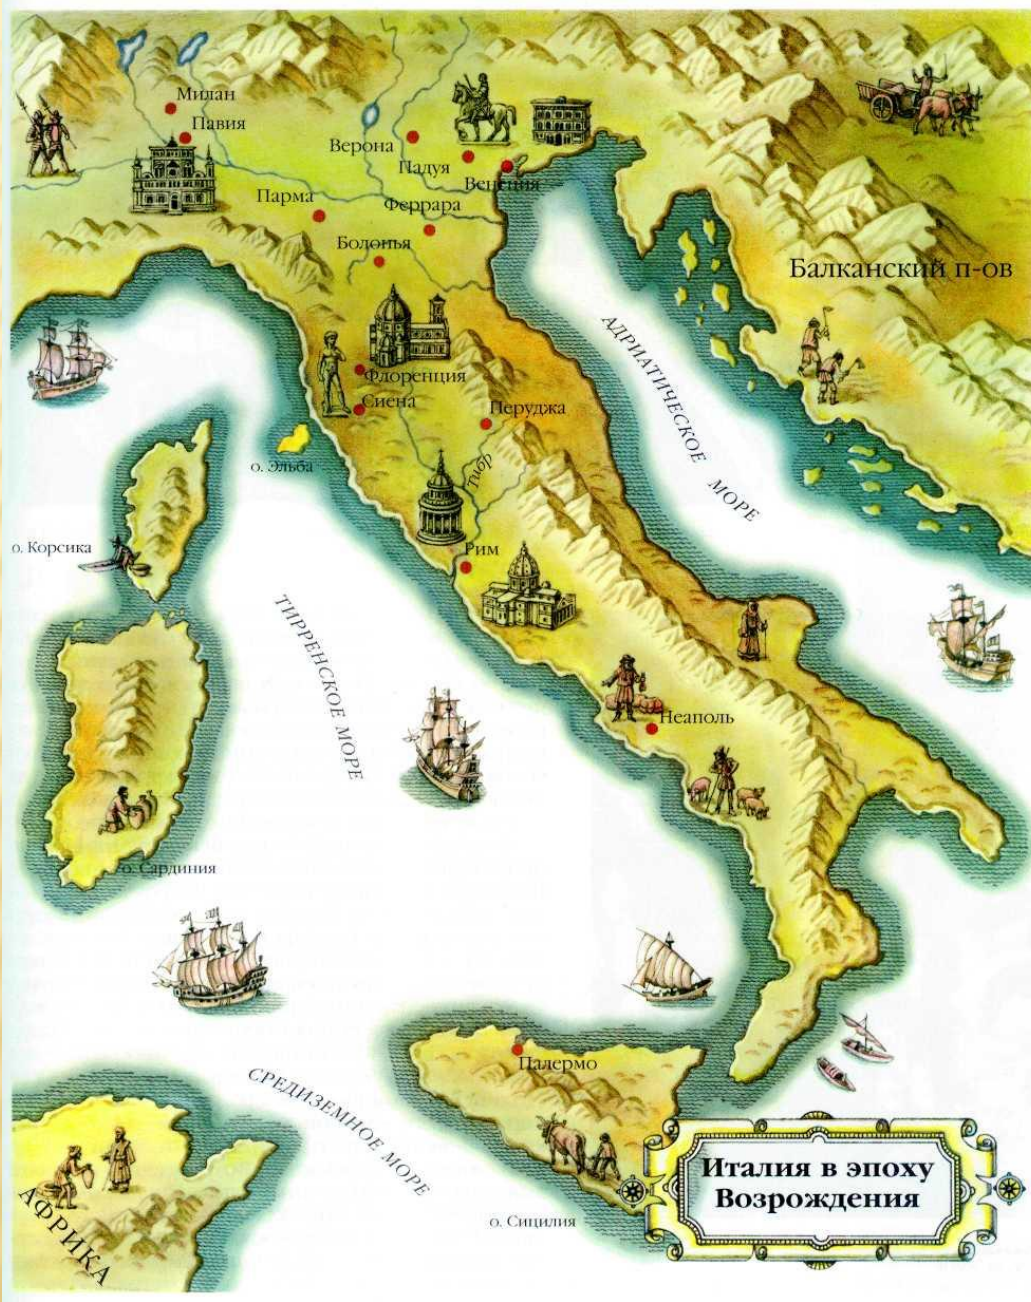 Милан
Павия
Верона
Падуя
Венеция
Парма
Феррара
Болонья
Балканский п-ов
АДРИАТИЧЕСКОЕ МОРЕ
Флоренция
Сиена
Перуджа
о. Эльба
Тибр
о. Корсика
Рим
ТИРРЕНСКОЕ МОРЕ
Неаполь
о. Сардиния
Палермо
СРЕДИЗЕМНОЕ МОРЕ
АФРИКА
о. Сицилия
Италия в эпоху
Возрождения